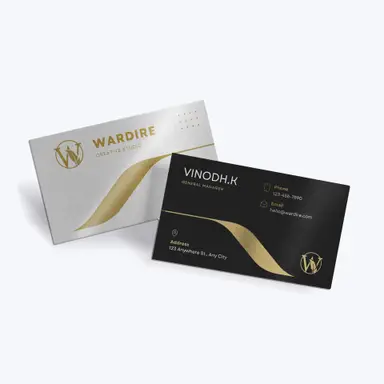 WARDIRE
CREATIVE STUDIO
VINODH.K
GENERAL MANAGER
Phone
123-456-7890
Email
hello@wardire.com
Address
123 Anywhere St., Any City